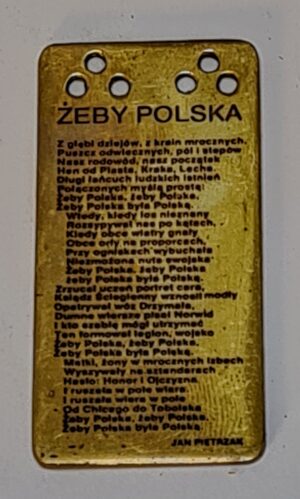 ŻEBY POLSKA
Z głębi dziejów, z krain mrocznych,
Puszcz odwiecznych, pól i stepów
Nasz rodowód, nasz początek
Hen od Piasta, Kraka, Lecha.
Długi łańcuch ludzkich istnień
Połączonych myślą prostą:
Żeby Polska, żeby Polska,
Żeby Polska była Polską.
Wtedy, kiedy los nieznany
Rozsypywał nas po kątach,
Kiedy obce wiatry gnały
Obce orły na proporcach,
Przy ogniskach wybuchała
Niezmożona nuta swojska
Żeby Polska, żeby Polska
żeby Polska była Polską.
Zrzucał uczeń portret cara,
Ksiądz Ściegienny wznosił modły
Opatrywał wóz Drzymała,
Dumne wiersze pisał Norwid
I kto szablę mógł utrzymać
Ten formował legion, wojsko
Żeby Polska, żeby Polska,
Żeby Polska była Polską.
Matki, żony w mrocznych izbach
Wyszywały na sztandarach
Hasło: Honor i Ojczyzna
I ruszała w pole wiara.
I ruszała wiara w pole
Od Chicago do Tobolska
Żeby Polska, żeby Polska,
Żeby Polska była Polską.
JAN PIETRZAK